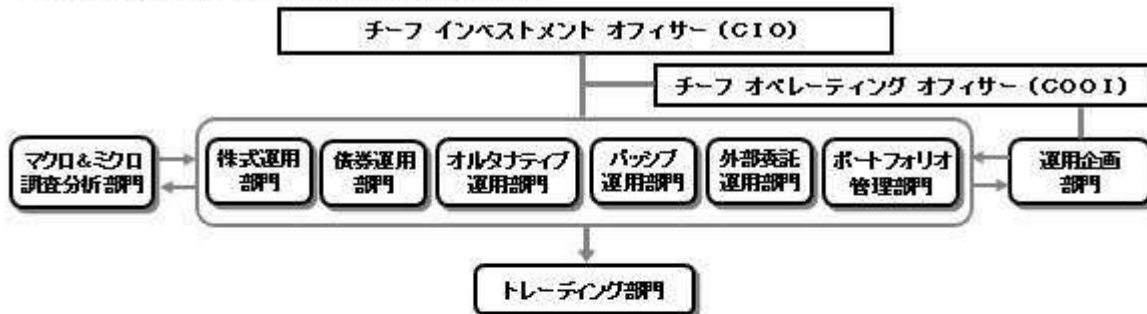 チーフ インベストメント オフィサー (CIO)
チーフ オペレーティング オフィサー (COOI)
マクロ&ミクロ
調査分析部門
株式運用
部門
債券運用
部門
オルタナティブ
運用部門
パッシブ
運用部門
外部委託
運用部門
ポートフォリオ
管理部門
運用企画
部門
トレーディング部門